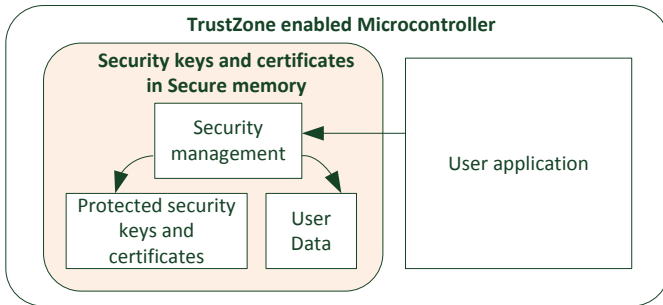 TrustZone enabled Microcontroller
Security keys and certificates
in Secure memory
Security
management
User application
Protected security
keys and
certificates
User
Data